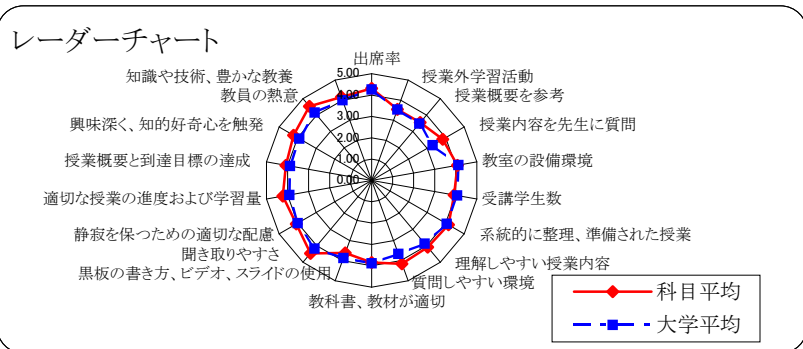 レーダーチャート
出席率
授業外学習活動
授業概要を参考
授業内容を先生に質問
教室の設備環境
受講学生数
系統的に整理、準備された授業
理解しやすい授業内容
質問しやすい環境
教科書、教材が適切
黒板の書き方、ビデオ、スライドの使用
聞き取りやすさ
静寂を保つための適切な配慮
適切な授業の進度および学習量
授業概要と到達目標の達成
興味深く、知的好奇心を触発
教員の熱意
知識や技術、豊かな教養
5.00
4.00
3.00
2.00
1.00
0.00
科目平均
大学平均